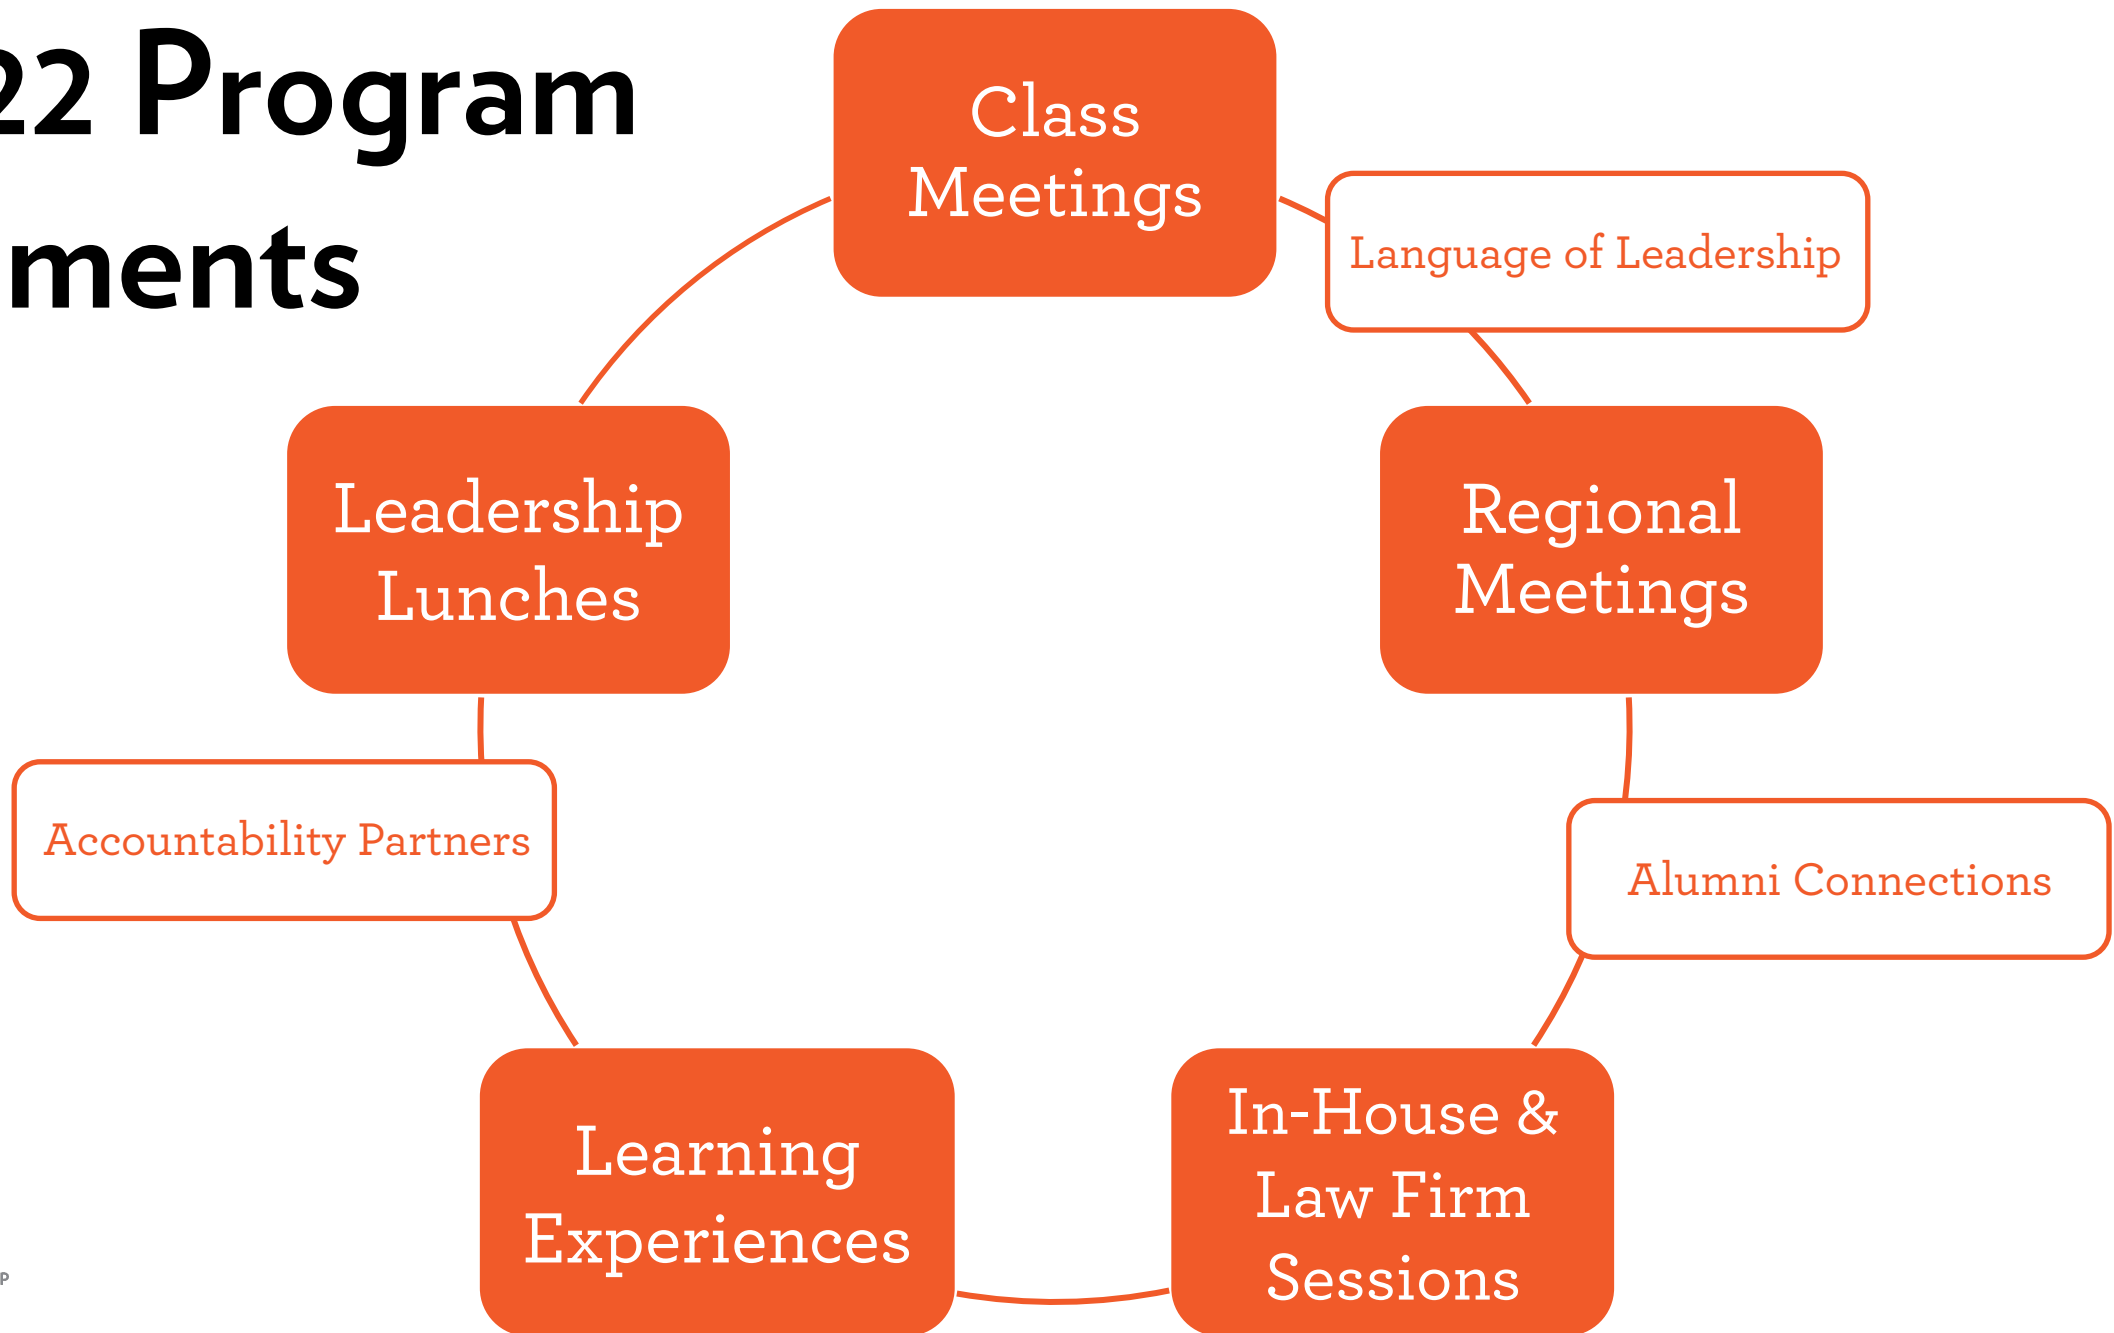 22 Program
ments
Class
Meetings
Language of Leadership
Leadership
Lunches
Regional
Meetings
Accountability Partners
Alumni Connections
Learning
Experiences
In-House &
Law Firm
Sessions
P